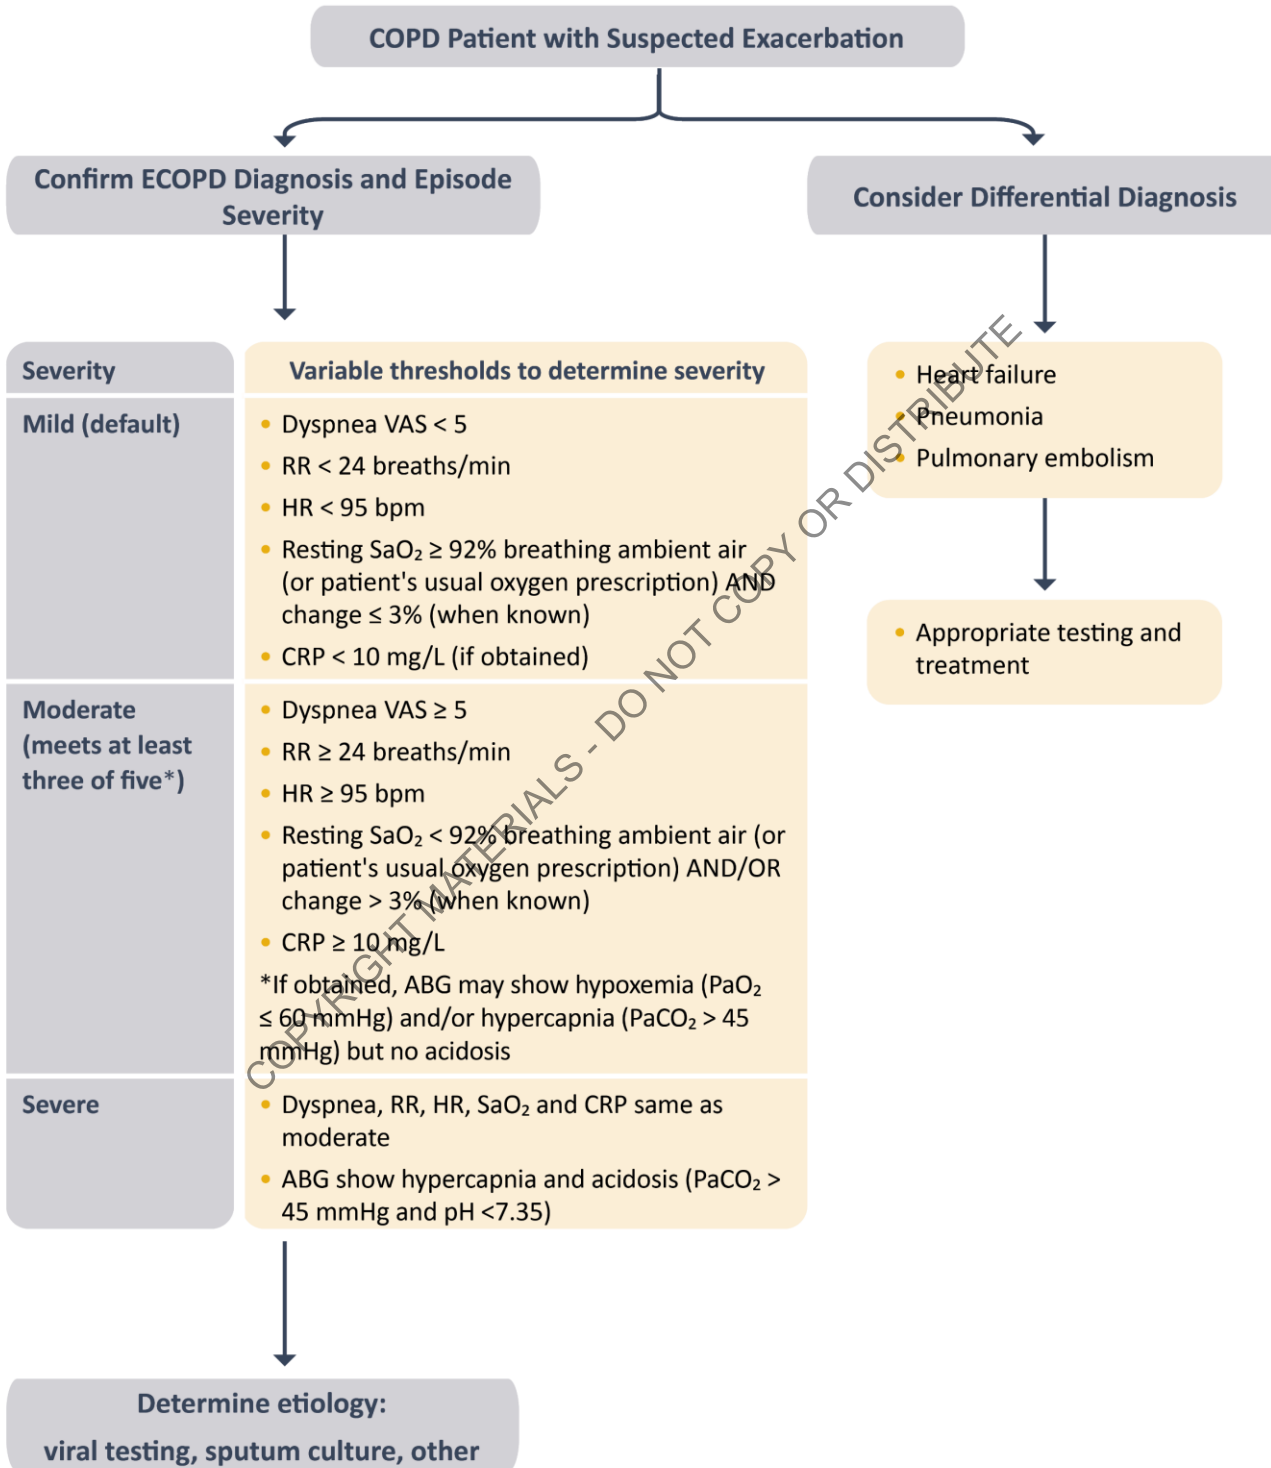 COPD Patient with Suspected Exacerbation
Confirm ECOPD Diagnosis and Episode
Severity
Consider Differential Diagnosis
Severity
Variable thresholds to determine severity
Mild (default)
• Dyspnea VAS < 5
• RR < 24 breaths/min
• HR < 95 bpm
• Resting SaO₂ ≥ 92% breathing ambient air
(or patient's usual oxygen prescription) AND
change ≤ 3% (when known)
• CRP < 10 mg/L (if obtained)
Moderate
(meets at least
three of five*)
• Dyspnea VAS ≥ 5
• RR ≥ 24 breaths/min
• HR ≥ 95 bpm
• Resting SaO₂ < 92% breathing ambient air (or
patient's usual oxygen prescription) AND/OR
change > 3% (when known)
• CRP ≥ 10 mg/L
*If obtained, ABG may show hypoxemia (PaO₂
≤ 60 mmHg) and/or hypercapnia (PaCO₂ > 45
mmHg) but no acidosis
Severe
• Dyspnea, RR, HR, SaO₂ and CRP same as
moderate
• ABG show hypercapnia and acidosis (PaCO₂ >
45 mmHg and pH <7.35)
Determine etiology:
viral testing, sputum culture, other
• Heart failure
• Pneumonia
• Pulmonary embolism
• Appropriate testing and
treatment
COPYRIGHT MATERIALS - DO NOT COPY OR DISTRIBUTE